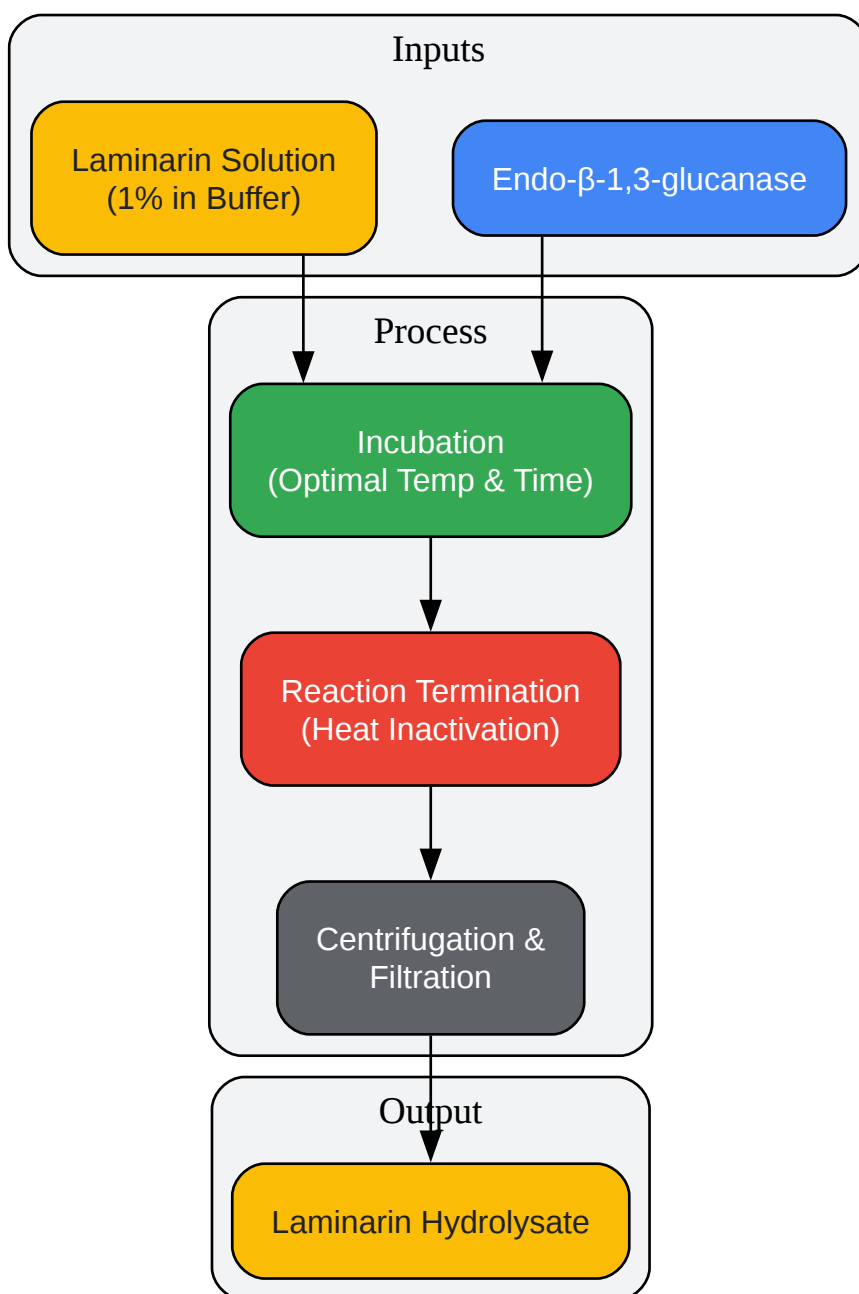 Inputs
Laminarin Solution
(1% in Buffer)
Endo-β-1,3-glucanase
Process
Incubation
(Optimal Temp & Time)
Reaction Termination
(Heat Inactivation)
Centrifugation &
Filtration
Output
Laminarin Hydrolysate